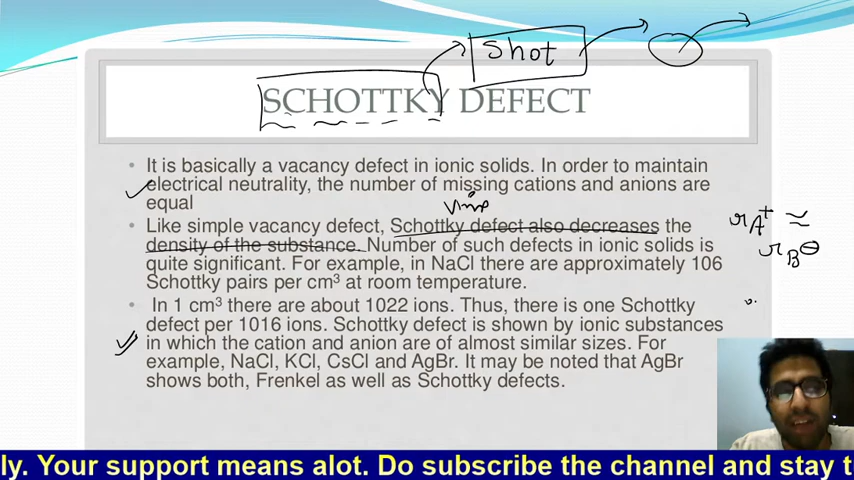 Shot
SCHOTTKY DEFECT
• It is basically a vacancy defect in ionic solids. In order to maintain
electrical neutrality, the number of missing cations and anions are
equal
Vimp
• Like simple vacancy defect, Schottky defect also decreases the
density of the substance. Number of such defects in ionic solids is
quite significant. For example, in NaCl there are approximately 106
Schottky pairs per cm³ at room temperature.
rA⁺ ≈
rB⊖
• In 1 cm³ there are about 1022 ions. Thus, there is one Schottky
defect per 1016 ions. Schottky defect is shown by ionic substances
in which the cation and anion are of almost similar sizes. For
example, NaCl, KCl, CsCl and AgBr. It may be noted that AgBr
shows both, Frenkel as well as Schottky defects.
ly. Your support means alot. Do subscribe the channel and stay t